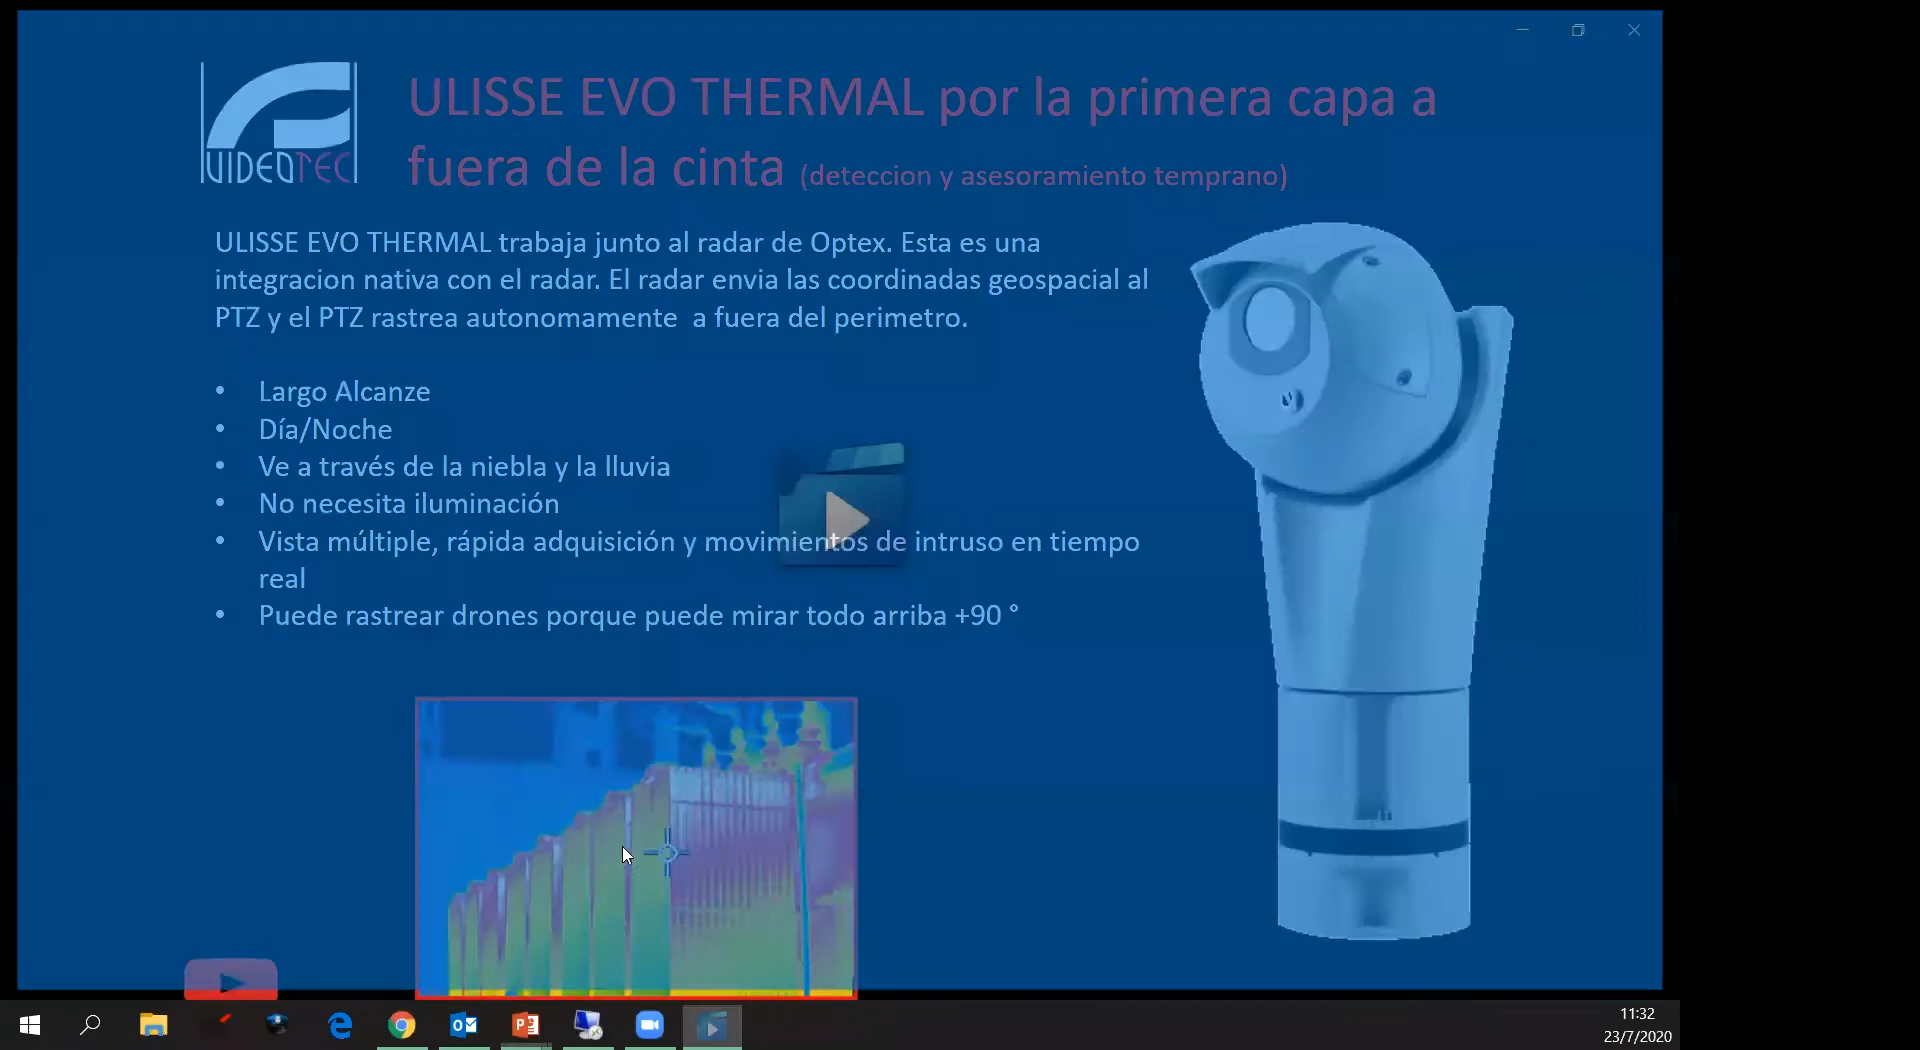 ULISSE EVO THERMAL por la primera capa a
fuera de la cinta (deteccion y asesoramiento temprano)
VIDEOTEC
ULISSE EVO THERMAL trabaja junto al radar de Optex. Esta es una
integracion nativa con el radar. El radar envia las coordinadas geospacial al
PTZ y el PTZ rastrea autonomamente a fuera del perimetro.
• Largo Alcanze
• Día/Noche
• Ve a través de la niebla y la lluvia
• No necesita iluminación
• Vista múltiple, rápida adquisición y movimientos de intruso en tiempo
real
• Puede rastrear drones porque puede mirar todo arriba +90 °
11:32
23/7/2020